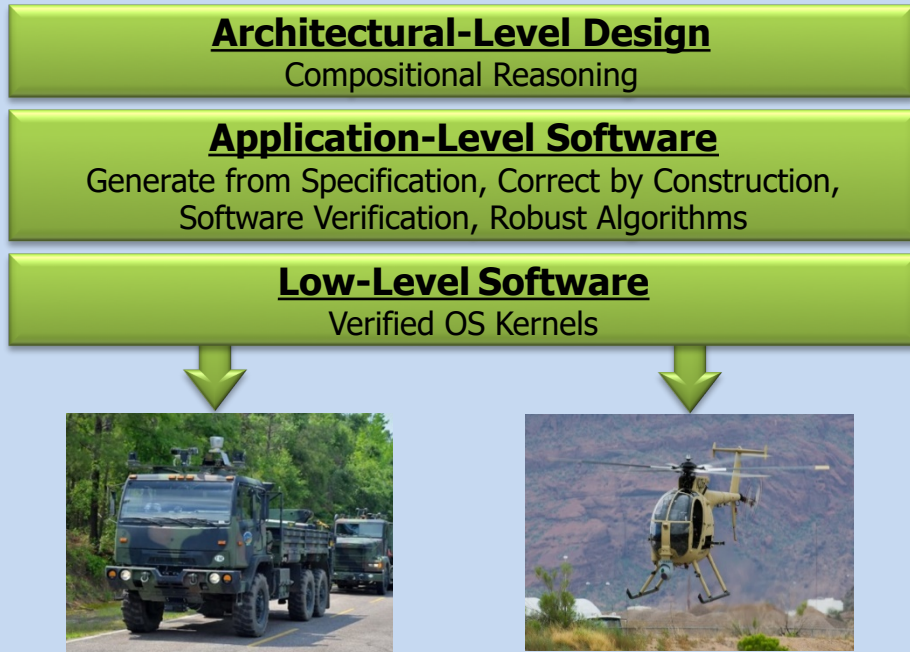 Architectural-Level Design
Compositional Reasoning
Application-Level Software
Generate from Specification, Correct by Construction,
Software Verification, Robust Algorithms
Low-Level Software
Verified OS Kernels